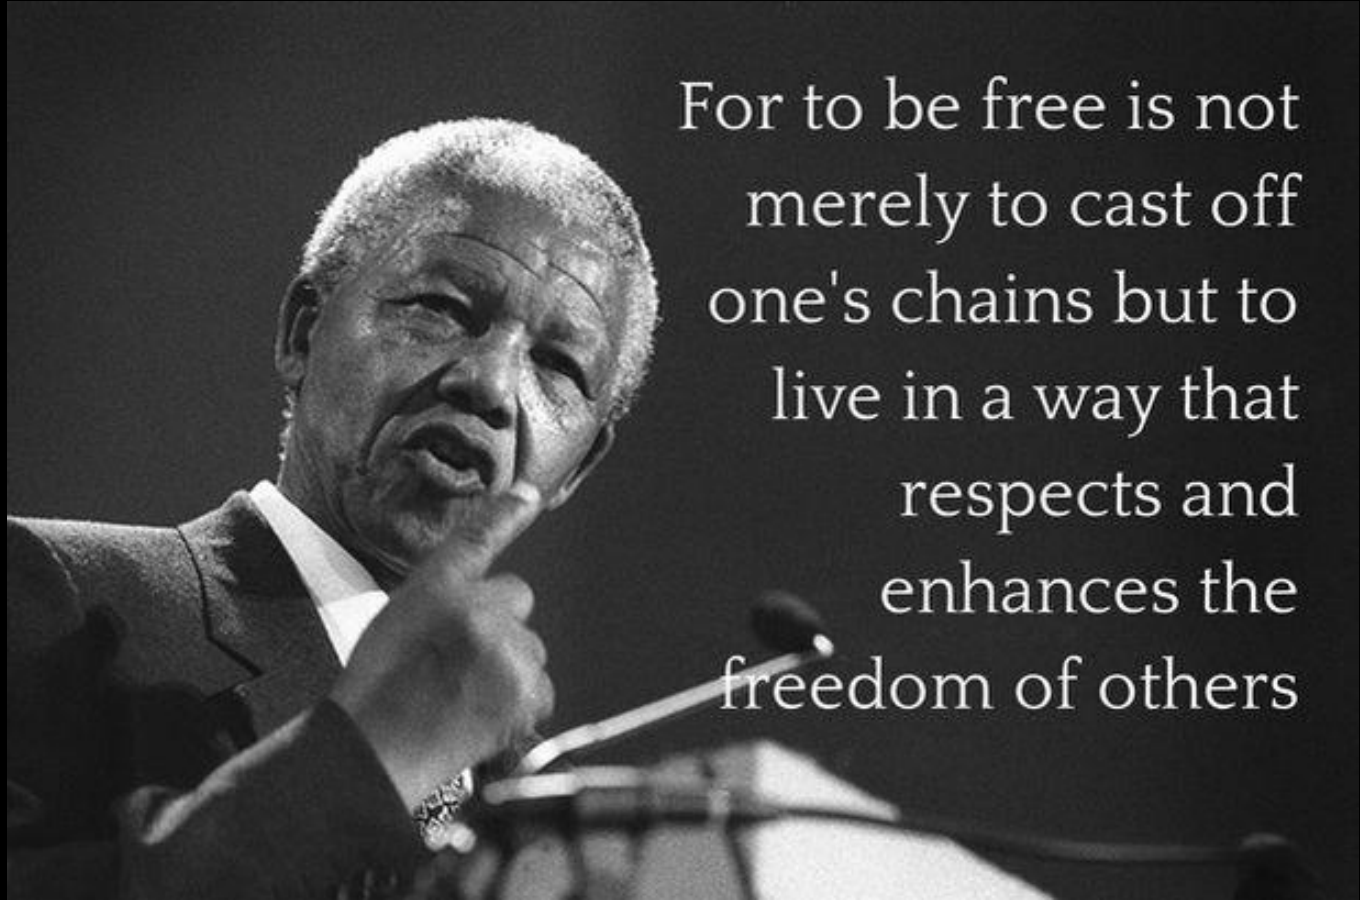 For to be free is not
merely to cast off
one's chains but to
live in a way that
respects and
enhances the
freedom of others